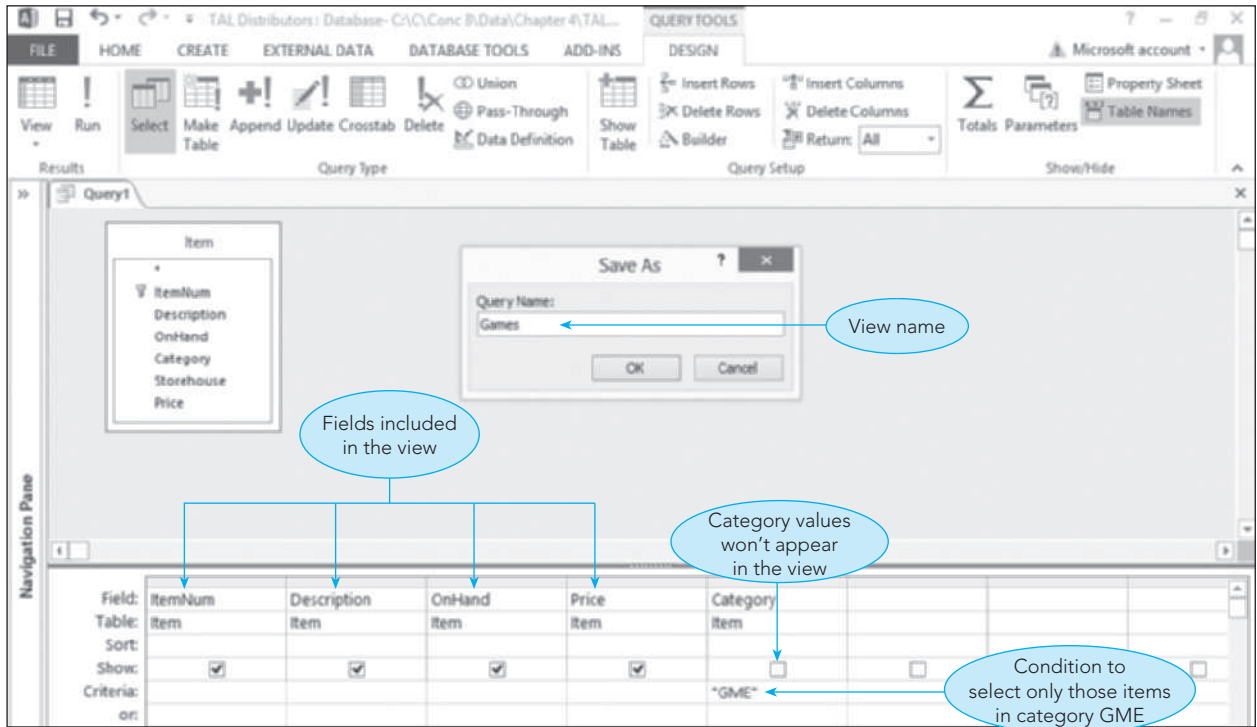 TAL Distributors : Database- C:\C\Conc 8\Data\Chapter 4\TAL...
QUERY TOOLS
FILE HOME CREATE EXTERNAL DATA DATABASE TOOLS ADD-INS DESIGN
Microsoft account
View
Run
Select
Make Table
Append
Update
Crosstab
Delete
Union
Pass-Through
Data Definition
Show Table
Insert Rows
Delete Rows
Builder
Insert Columns
Delete Columns
Return: All
Totals
Parameters
Property Sheet
Table Names
Results
Query Type
Query Setup
Show/Hide
Query1
Item
*
ItemNum
Description
OnHand
Category
Storehouse
Price
Save As
Query Name:
Games
OK Cancel
View name
Fields included
in the view
Category values
won't appear
in the view
Navigation Pane
Field: ItemNum Description OnHand Price Category
Table: Item Item Item Item Item
Sort:
Show:
Criteria: "GME"
or:
Condition to
select only those items
in category GME